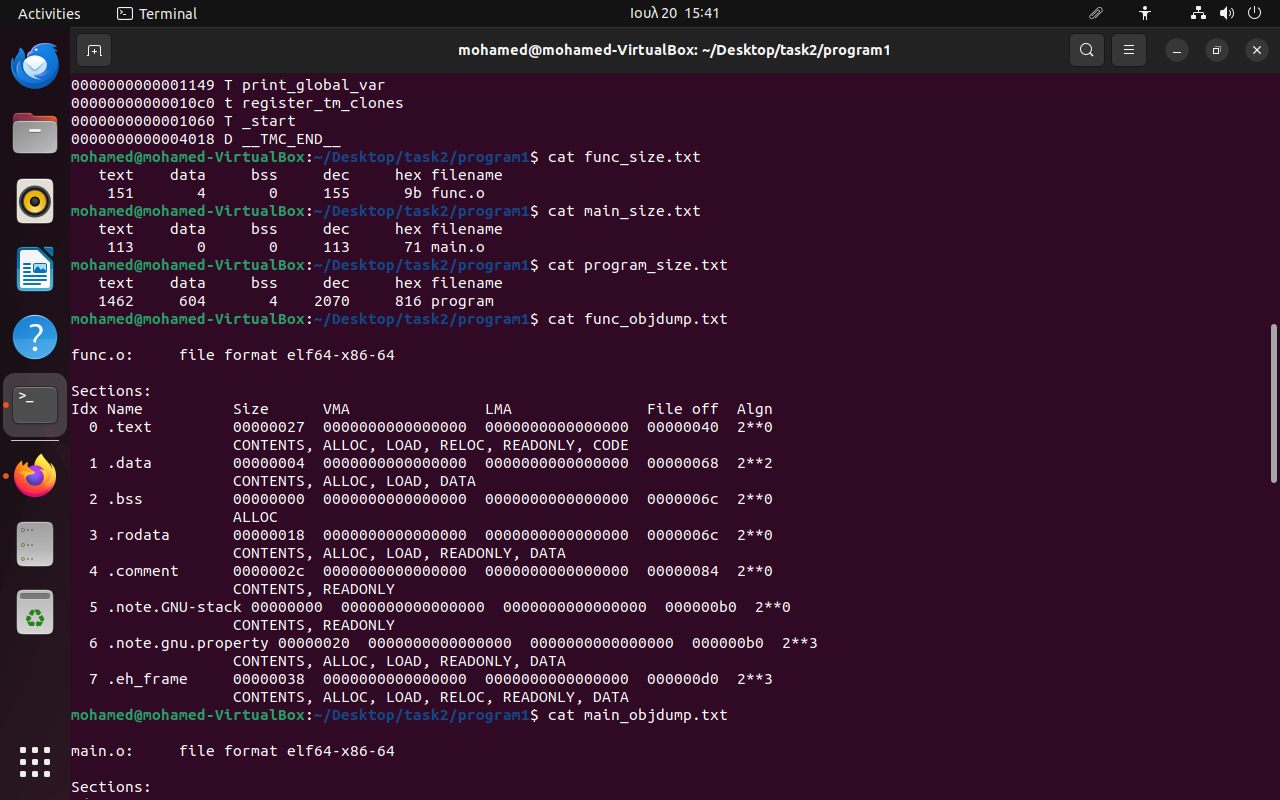 Activities Terminal Ιουλ 20 15:41
mohamed@mohamed-VirtualBox: ~/Desktop/task2/program1
0000000000001149 T print_global_var
00000000000010c0 t register_tm_clones
0000000000001060 T _start
0000000000004018 D __TMC_END__
mohamed@mohamed-VirtualBox:~/Desktop/task2/program1$ cat func_size.txt
   text    data     bss     dec     hex filename
    151       4       0     155      9b func.o
mohamed@mohamed-VirtualBox:~/Desktop/task2/program1$ cat main_size.txt
   text    data     bss     dec     hex filename
    113       0       0     113      71 main.o
mohamed@mohamed-VirtualBox:~/Desktop/task2/program1$ cat program_size.txt
   text    data     bss     dec     hex filename
   1462     604       4    2070     816 program
mohamed@mohamed-VirtualBox:~/Desktop/task2/program1$ cat func_objdump.txt
func.o:     file format elf64-x86-64
Sections:
Idx Name          Size      VMA               LMA               File off  Algn
  0 .text         00000027  0000000000000000  0000000000000000  00000040  2**0
                  CONTENTS, ALLOC, LOAD, RELOC, READONLY, CODE
  1 .data         00000004  0000000000000000  0000000000000000  00000068  2**2
                  CONTENTS, ALLOC, LOAD, DATA
  2 .bss          00000000  0000000000000000  0000000000000000  0000006c  2**0
                  ALLOC
  3 .rodata       00000018  0000000000000000  0000000000000000  0000006c  2**0
                  CONTENTS, ALLOC, LOAD, READONLY, DATA
  4 .comment      0000002c  0000000000000000  0000000000000000  00000084  2**0
                  CONTENTS, READONLY
  5 .note.GNU-stack 00000000  0000000000000000  0000000000000000  000000b0  2**0
                  CONTENTS, READONLY
  6 .note.gnu.property 00000020  0000000000000000  0000000000000000  000000b0  2**3
                  CONTENTS, ALLOC, LOAD, READONLY, DATA
  7 .eh_frame     00000038  0000000000000000  0000000000000000  000000d0  2**3
                  CONTENTS, ALLOC, LOAD, RELOC, READONLY, DATA
mohamed@mohamed-VirtualBox:~/Desktop/task2/program1$ cat main_objdump.txt
main.o:     file format elf64-x86-64
Sections: